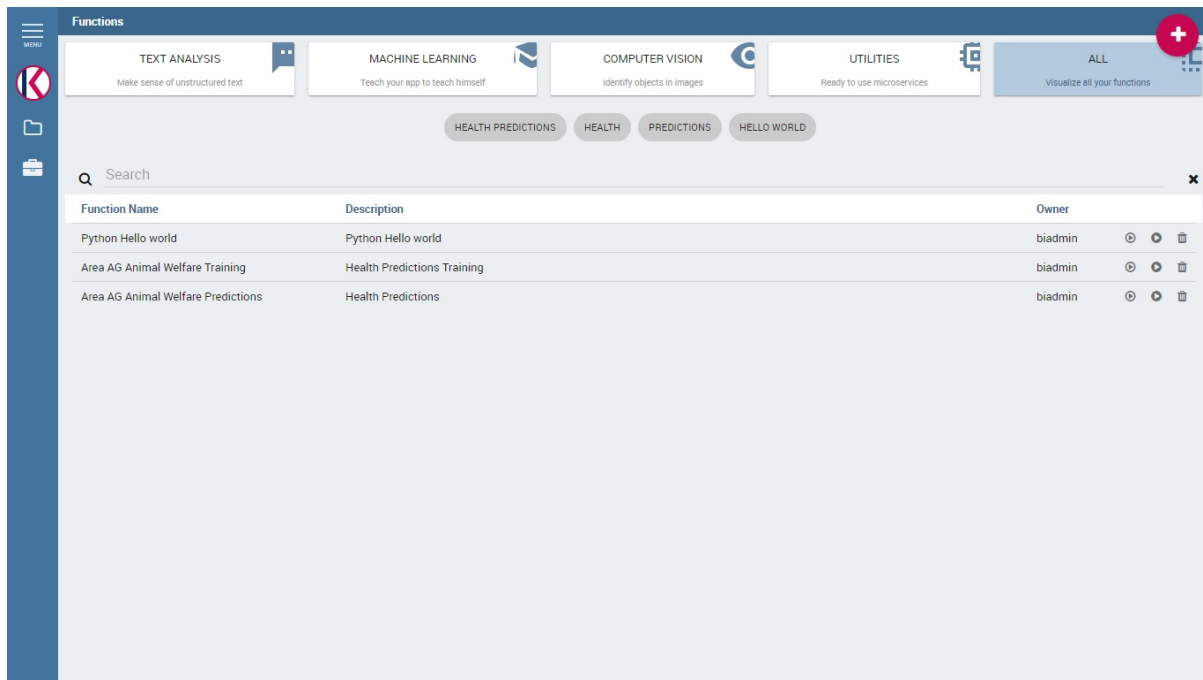 Functions
MENU
TEXT ANALYSIS
Make sense of unstructured text
MACHINE LEARNING
Teach your app to teach himself
COMPUTER VISION
Identify objects in images
UTILITIES
Ready to use microservices
ALL
Visualize all your functions
HEALTH PREDICTIONS HEALTH PREDICTIONS HELLO WORLD
Search
Function Name Description Owner
Python Hello world Python Hello world biadmin
Area AG Animal Welfare Training Health Predictions Training biadmin
Area AG Animal Welfare Predictions Health Predictions biadmin